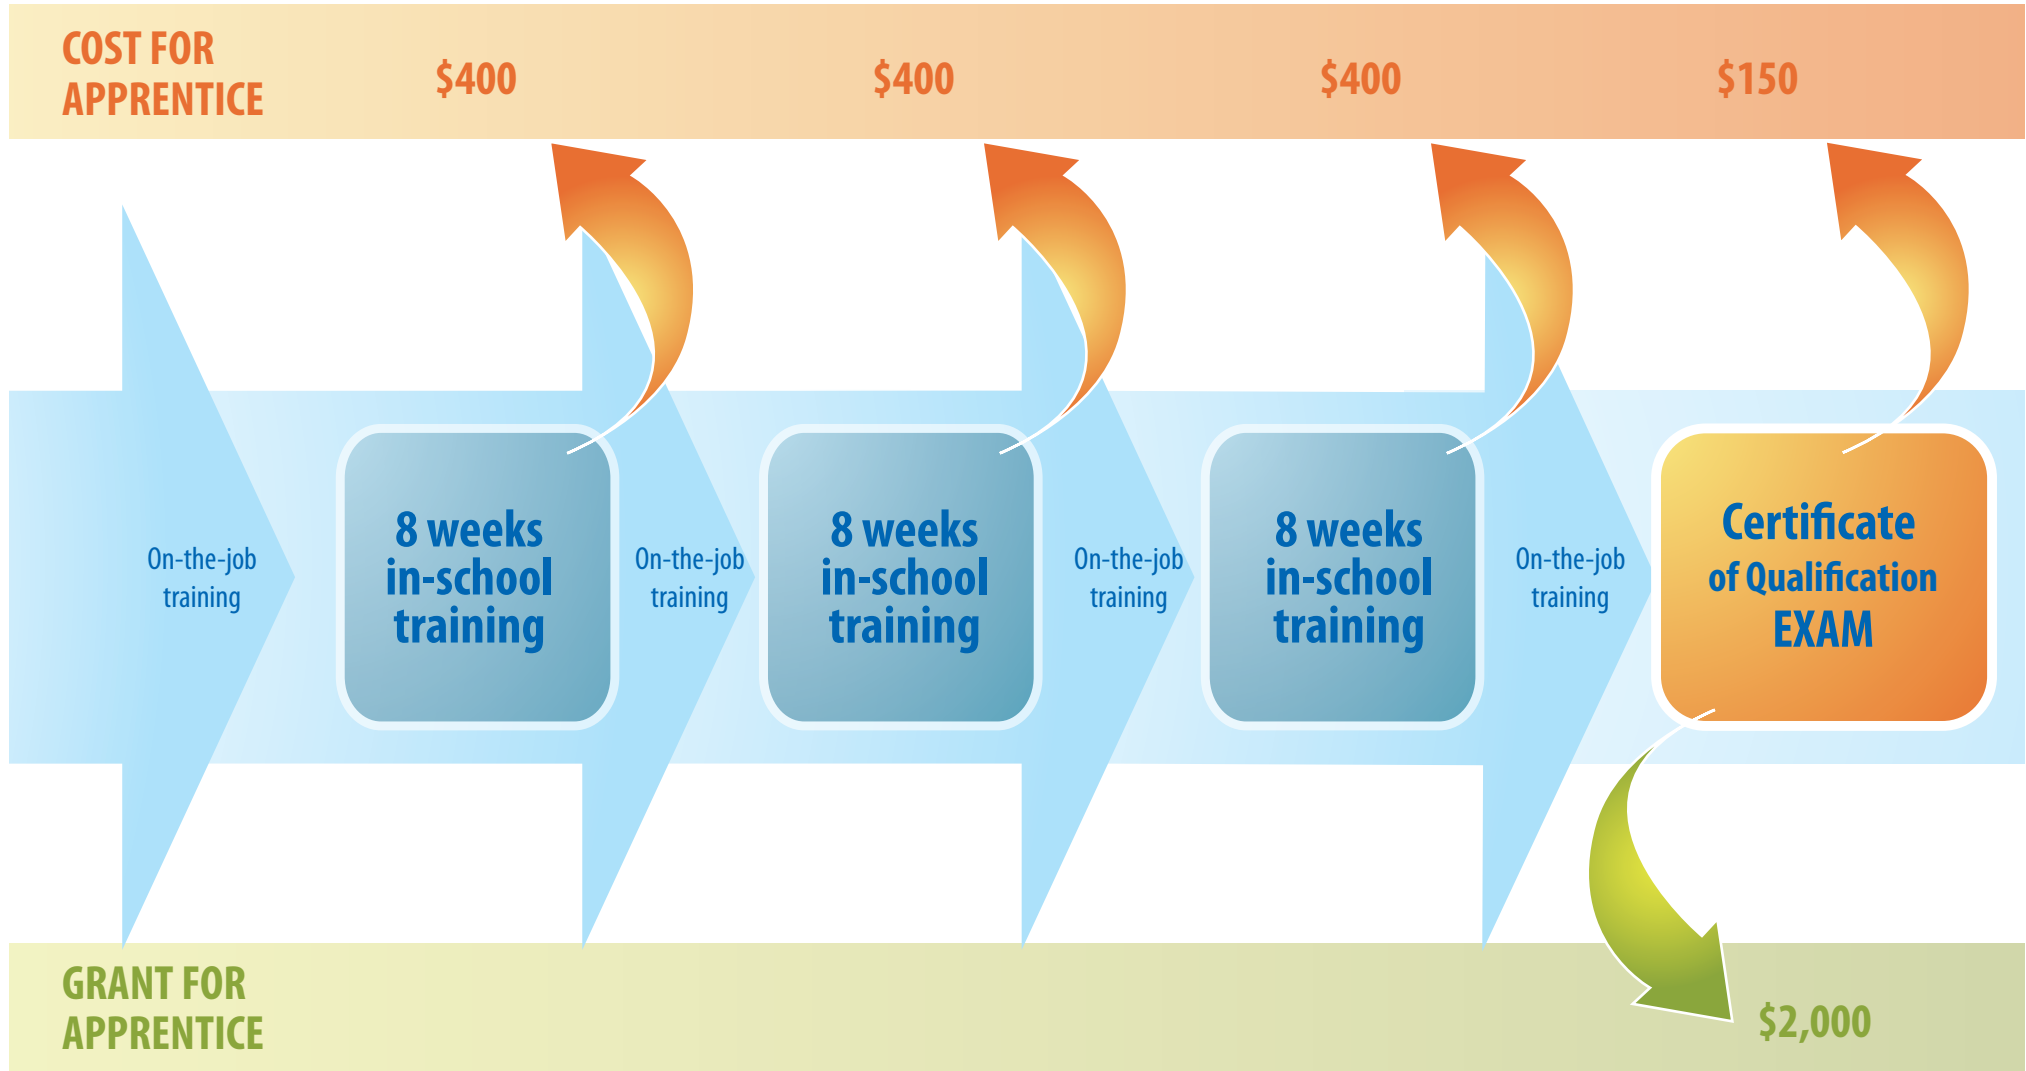 COST FOR
APPRENTICE
$400
$400
$400
$150
On-the-job
training
8 weeks
in-school
training
On-the-job
training
8 weeks
in-school
training
On-the-job
training
8 weeks
in-school
training
On-the-job
training
Certificate
of Qualification
EXAM
GRANT FOR
APPRENTICE
$2,000